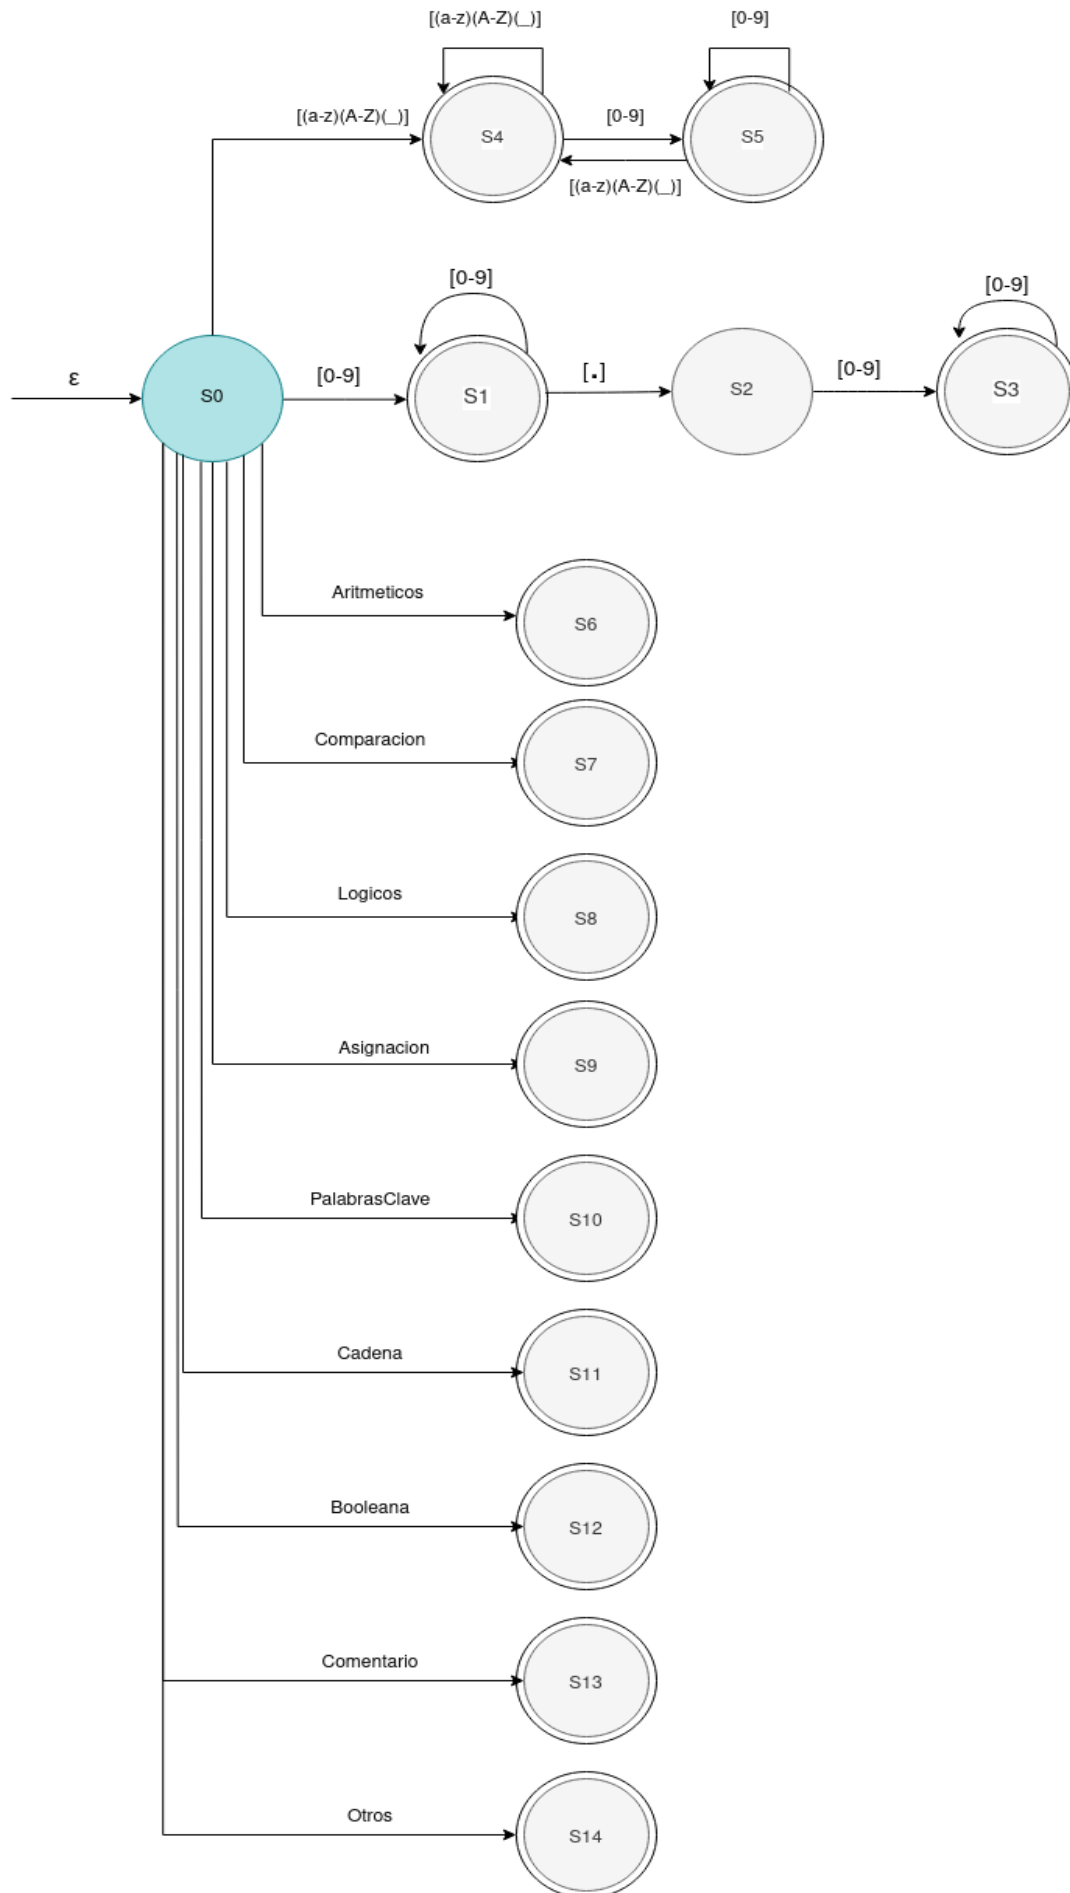 [(a-z)(A-Z)(_)]
[0-9]
[(a-z)(A-Z)(_)]
S4
[0-9]
S5
[(a-z)(A-Z)(_)]
[0-9]
[0-9]
ε
S0
[0-9]
S1
[.]
S2
[0-9]
S3
Aritmeticos
S6
Comparacion
S7
Logicos
S8
Asignacion
S9
PalabrasClave
S10
Cadena
S11
Booleana
S12
Comentario
S13
Otros
S14